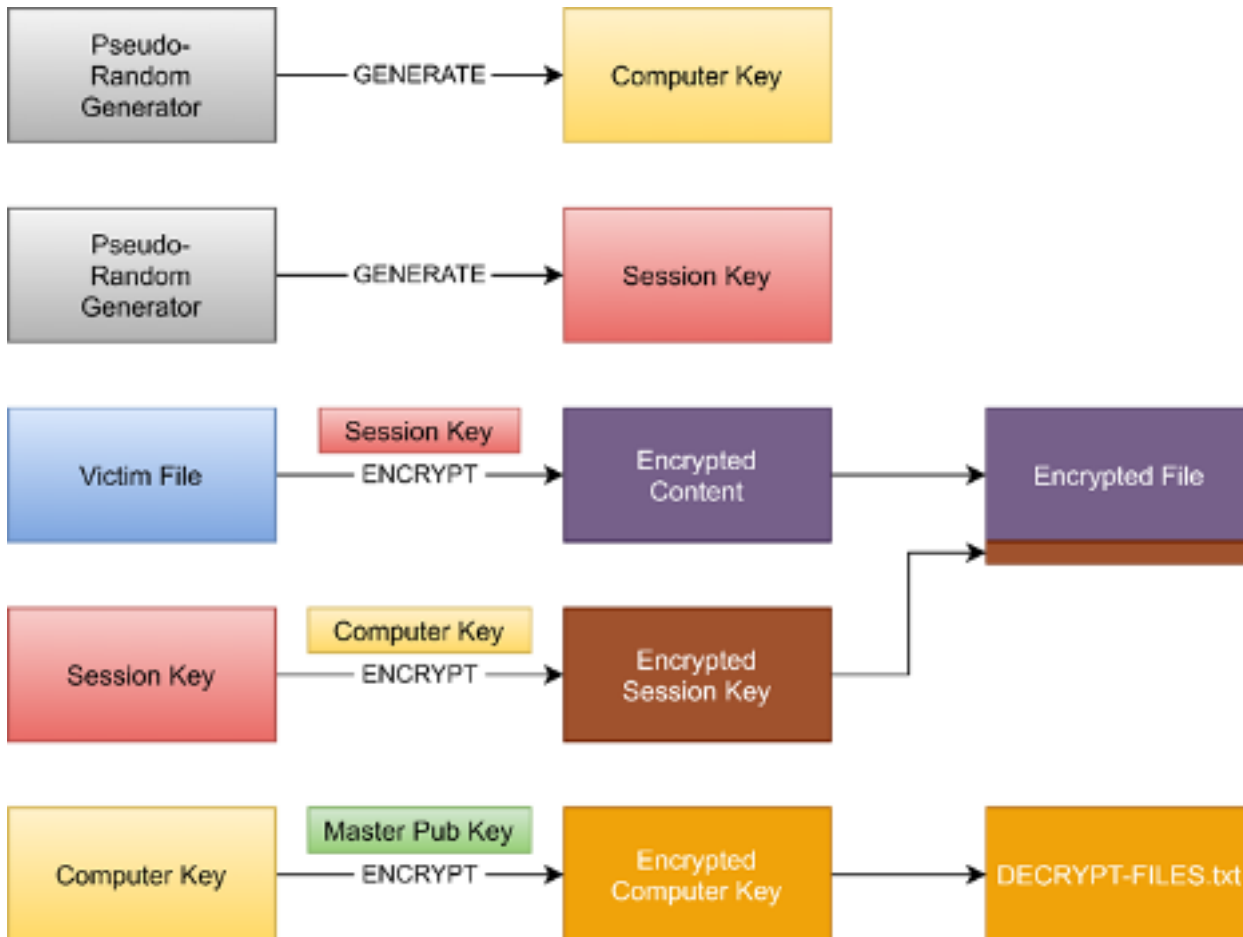 Pseudo-
Random
Generator
GENERATE
Computer Key
Pseudo-
Random
Generator
GENERATE
Session Key
Victim File
Session Key
ENCRYPT
Encrypted
Content
Encrypted File
Session Key
Computer Key
ENCRYPT
Encrypted
Session Key
Computer Key
Master Pub Key
ENCRYPT
Encrypted
Computer Key
DECRYPT-FILES.txt